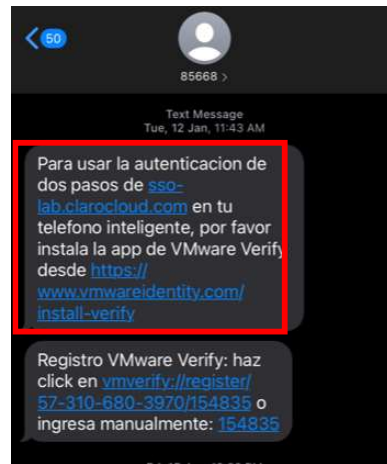 50
85668 >
Text Message
Tue, 12 Jan, 11:43 AM
Para usar la autenticacion de
dos pasos de sso-
lab.clarocloud.com en tu
telefono inteligente, por favor
instala la app de VMware Verify
desde https://
www.vmwareidentity.com/
install-verify
Registro VMware Verify: haz
click en vmverify://register/
57-310-680-3970/154835 o
ingresa manualmente: 154835